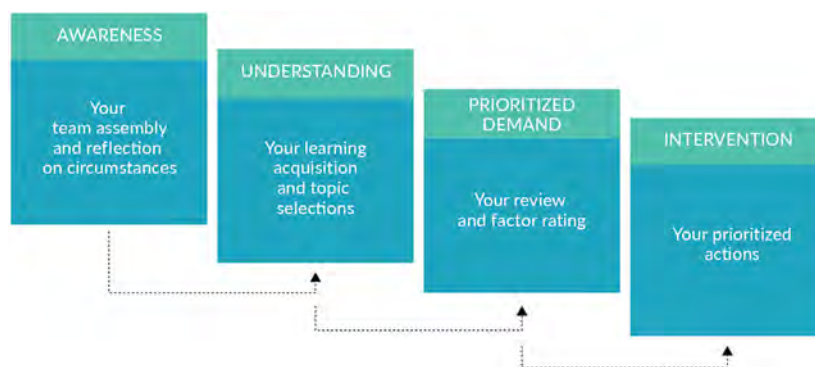 AWARENESS
Your
team assembly
and reflection
on circumstances
UNDERSTANDING
Your learning
acquisition
and topic
selections
PRIORITIZED
DEMAND
Your review
and factor rating
INTERVENTION
Your prioritized
actions